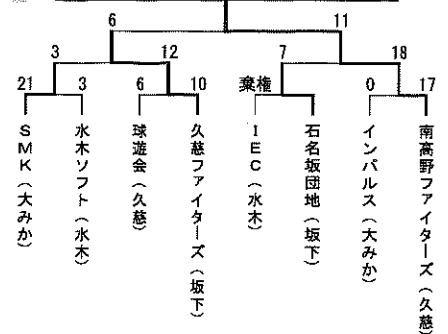 6 11
3 12 7 18
21 3 6 10 棄権 0 17
SMK(大みか)
水木ソフト(水木)
球遊会(久慈)
久慈ファイターズ(坂下)
IEC(水木)
石名坂団地(坂下)
インパルス(大みか)
南高野ファイターズ(久慈)